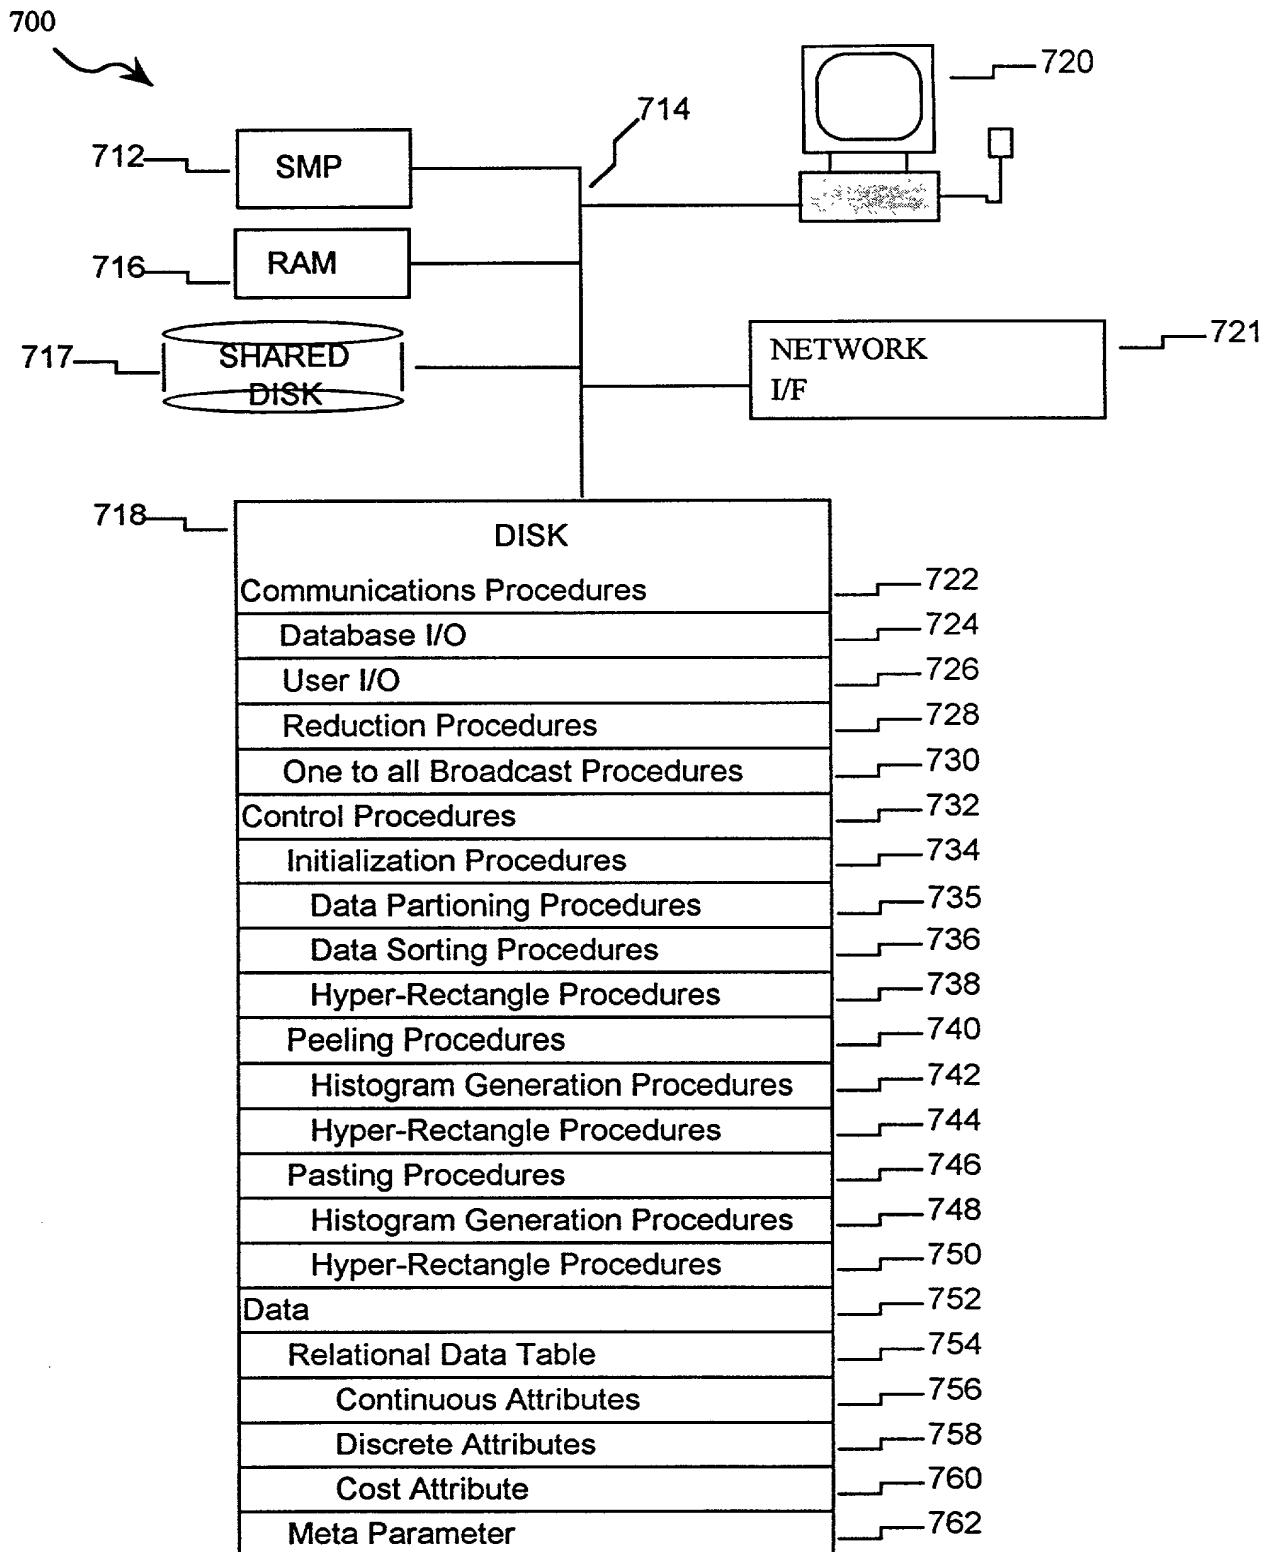 700
720
714
712 SMP
716 RAM
717 SHARED
DISK
NETWORK
I/F
721
718 DISK
Communications Procedures 722
Database I/O 724
User I/O 726
Reduction Procedures 728
One to all Broadcast Procedures 730
Control Procedures 732
Initialization Procedures 734
Data Partioning Procedures 735
Data Sorting Procedures 736
Hyper-Rectangle Procedures 738
Peeling Procedures 740
Histogram Generation Procedures 742
Hyper-Rectangle Procedures 744
Pasting Procedures 746
Histogram Generation Procedures 748
Hyper-Rectangle Procedures 750
Data 752
Relational Data Table 754
Continuous Attributes 756
Discrete Attributes 758
Cost Attribute 760
Meta Parameter 762